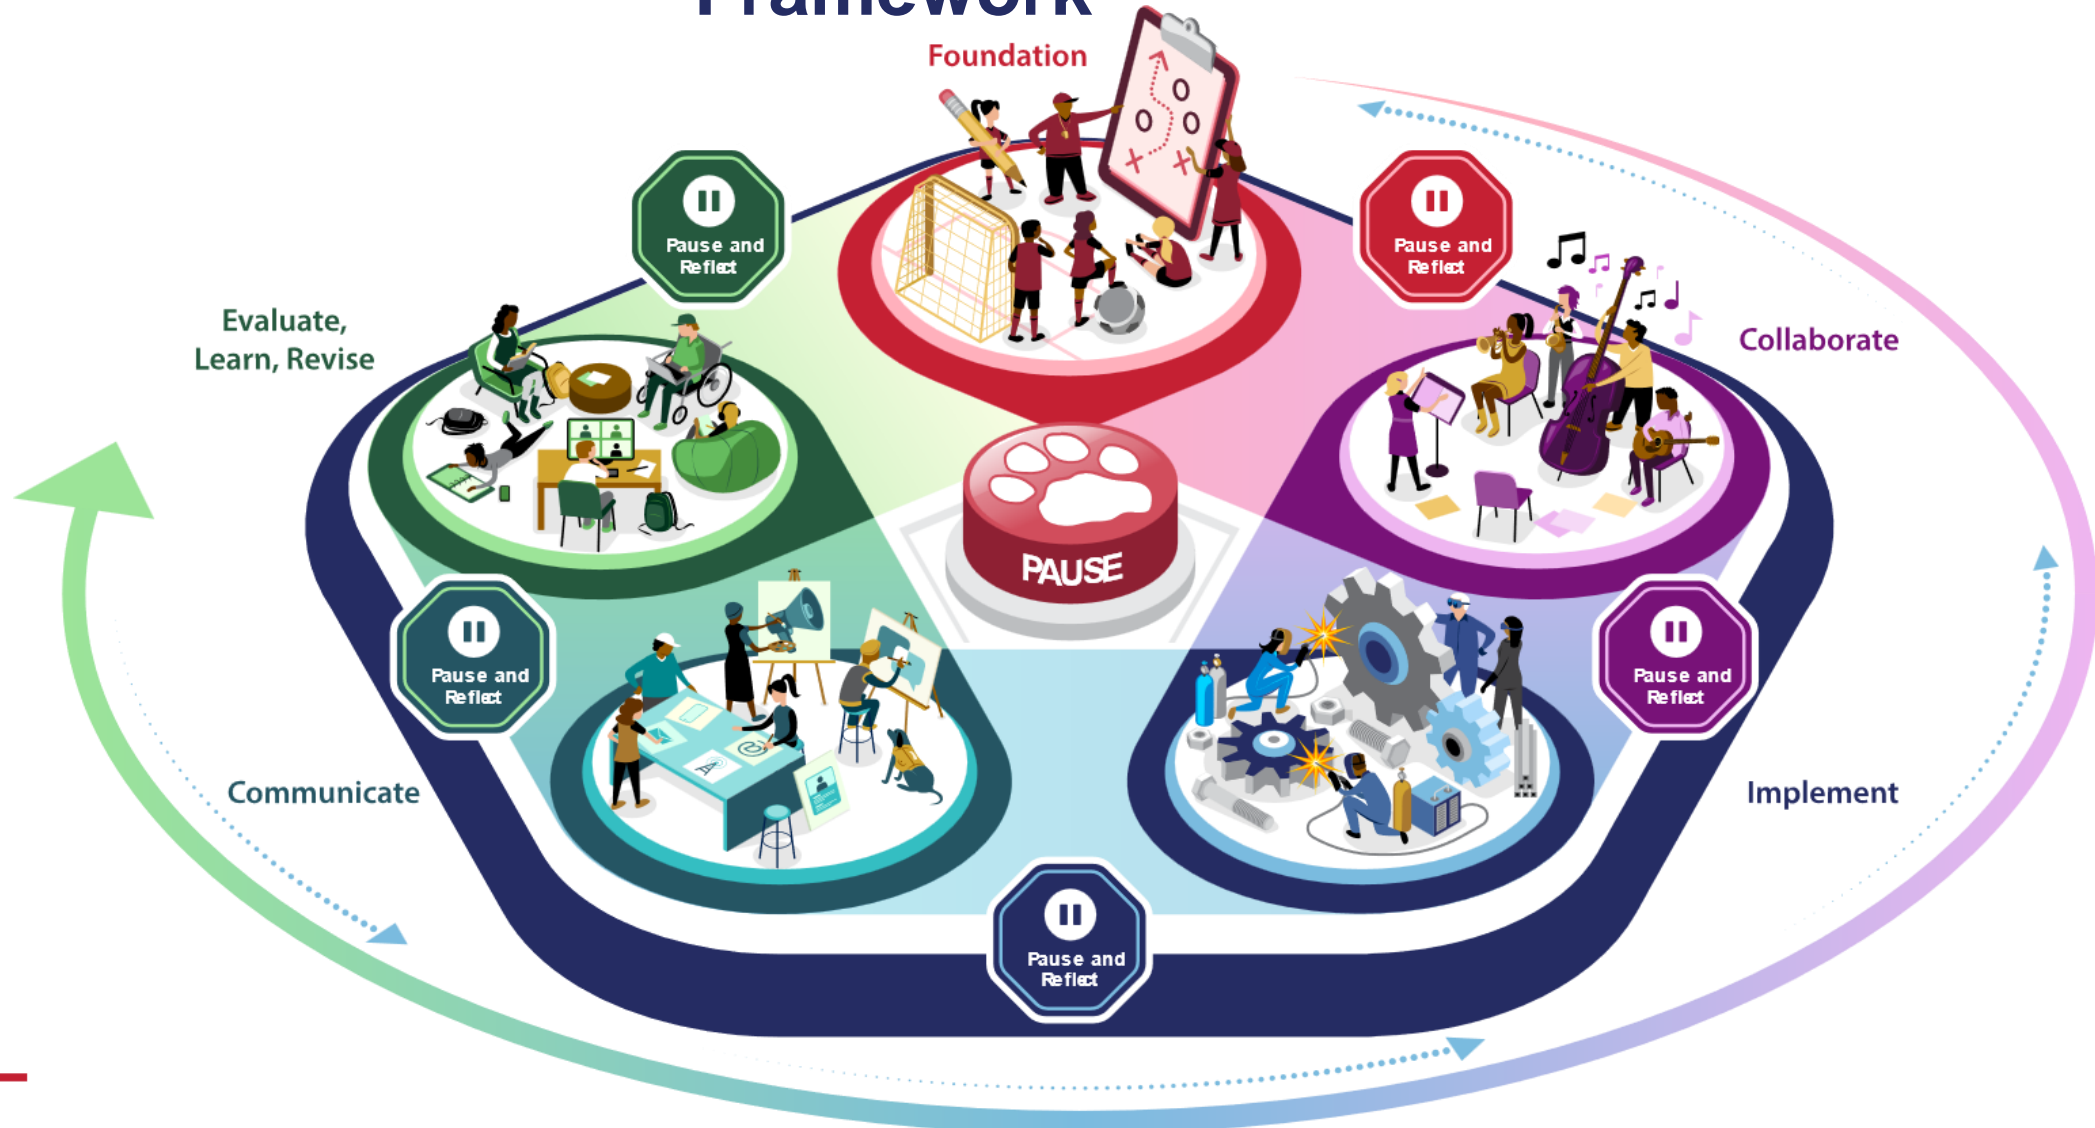 Framework
Foundation
Pause and
Reflect
Pause and
Reflect
Evaluate,
Learn, Revise
Collaborate
PAUSE
Pause and
Reflect
Pause and
Reflect
Communicate
Implement
Pause and
Reflect